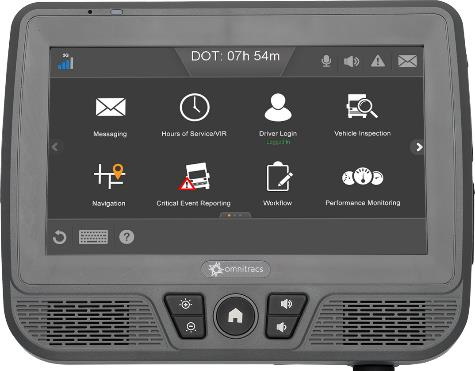 5G
DOT: 07h 54m
Messaging
Hours of Service/VIR
Driver Login
Logged In
Vehicle Inspection
Navigation
Critical Event Reporting
Workflow
Performance Monitoring
?
omnitracs